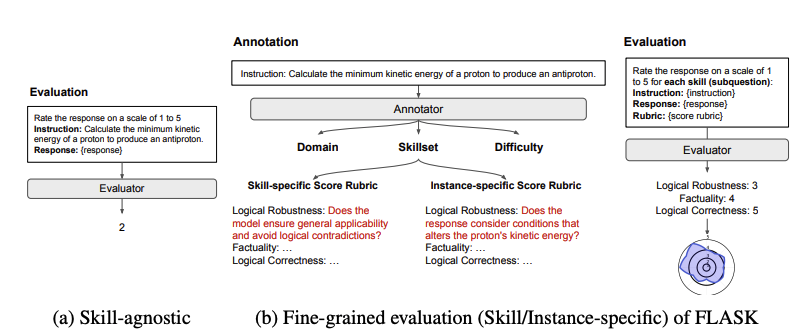 Evaluation
Rate the response on a scale of 1 to 5
Instruction: Calculate the minimum kinetic
energy of a proton to produce an antiproton.
Response: {response}
Evaluator
2
(a) Skill-agnostic
Annotation
Instruction: Calculate the minimum kinetic energy of a proton to produce an antiproton.
Annotator
Domain
Skillset
Difficulty
Skill-specific Score Rubric
Logical Robustness: Does the
model ensure general applicability
and avoid logical contradictions?
Factuality: …
Logical Correctness: …
Instance-specific Score Rubric
Logical Robustness: Does the
response consider conditions that
alters the proton's kinetic energy?
Factuality: …
Logical Correctness: …
Evaluation
Rate the response on a scale of 1
to 5 for each skill (subquestion):
Instruction: {instruction}
Response: {response}
Rubric: {score rubric}
Evaluator
Logical Robustness: 3
Factuality: 4
Logical Correctness: 5
(b) Fine-grained evaluation (Skill/Instance-specific) of FLASK